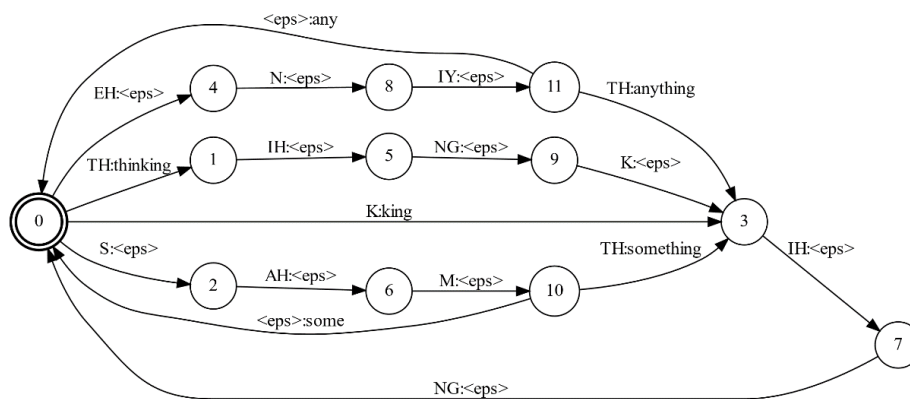 <eps>:any
EH:<eps>
4
N:<eps>
8
IY:<eps>
11
TH:anything
TH:thinking
1
IH:<eps>
5
NG:<eps>
9
K:<eps>
0
K:king
3
S:<eps>
2
AH:<eps>
6
M:<eps>
10
TH:something
IH:<eps>
<eps>:some
7
NG:<eps>